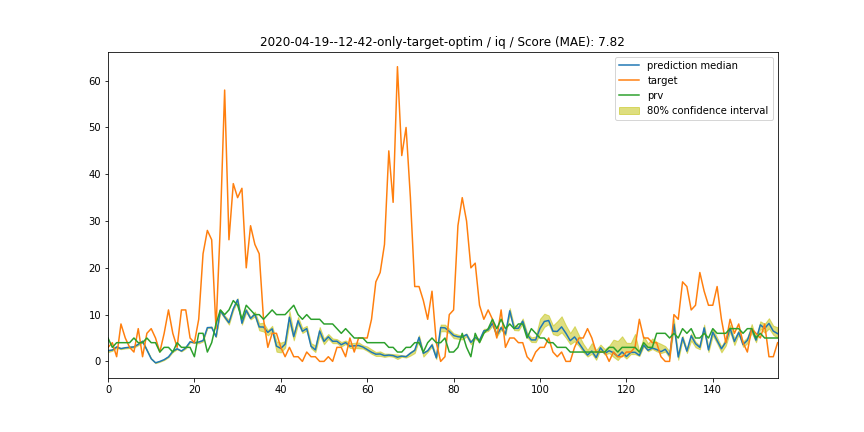 2020-04-19--12-42-only-target-optim / iq / Score (MAE): 7.82
prediction median
target
prv
80% confidence interval
60
50
40
30
20
10
0
0 20 40 60 80 100 120 140